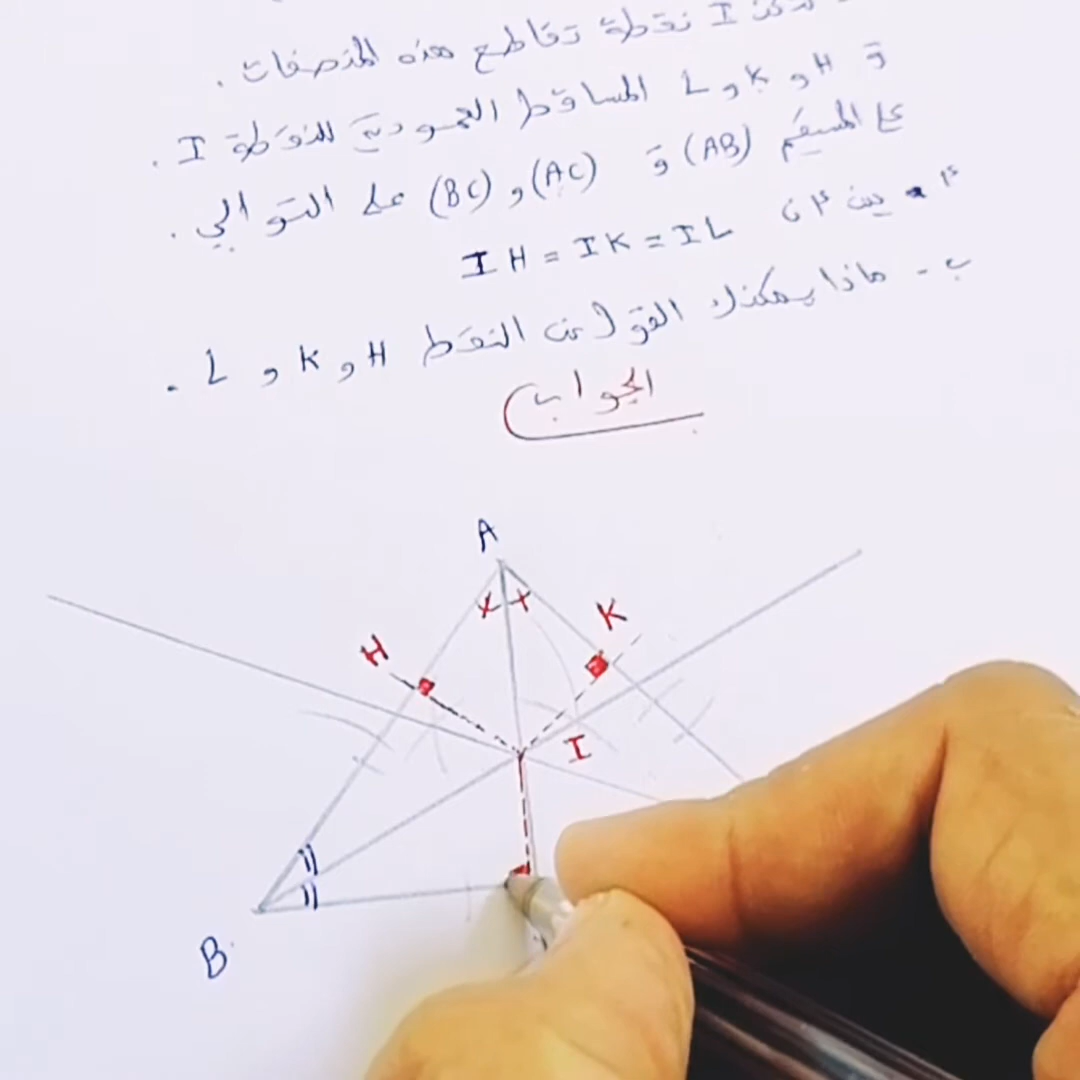 I نقطة تقاطع هذه المنصفات .
و H و K و L المساقط العمودية للنقطة I .
على المستقيم (AB) و (AC) و (BC) على التوالي .
أ - بين أن IH = IK = IL
ب - ماذا يمكنك القول عن النقط H و K و L .
الجواب
A
K
H
I
B